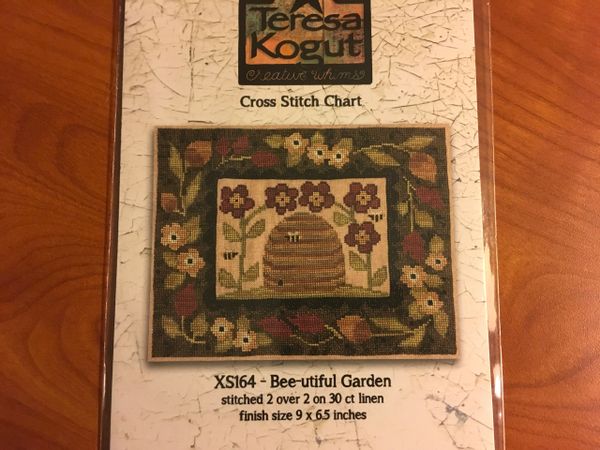 Teresa
Kogut
Creative Whims
Cross Stitch Chart
XS164 - Bee-utiful Garden
stitched 2 over 2 on 30 ct linen
finish size 9 x 6.5 inches